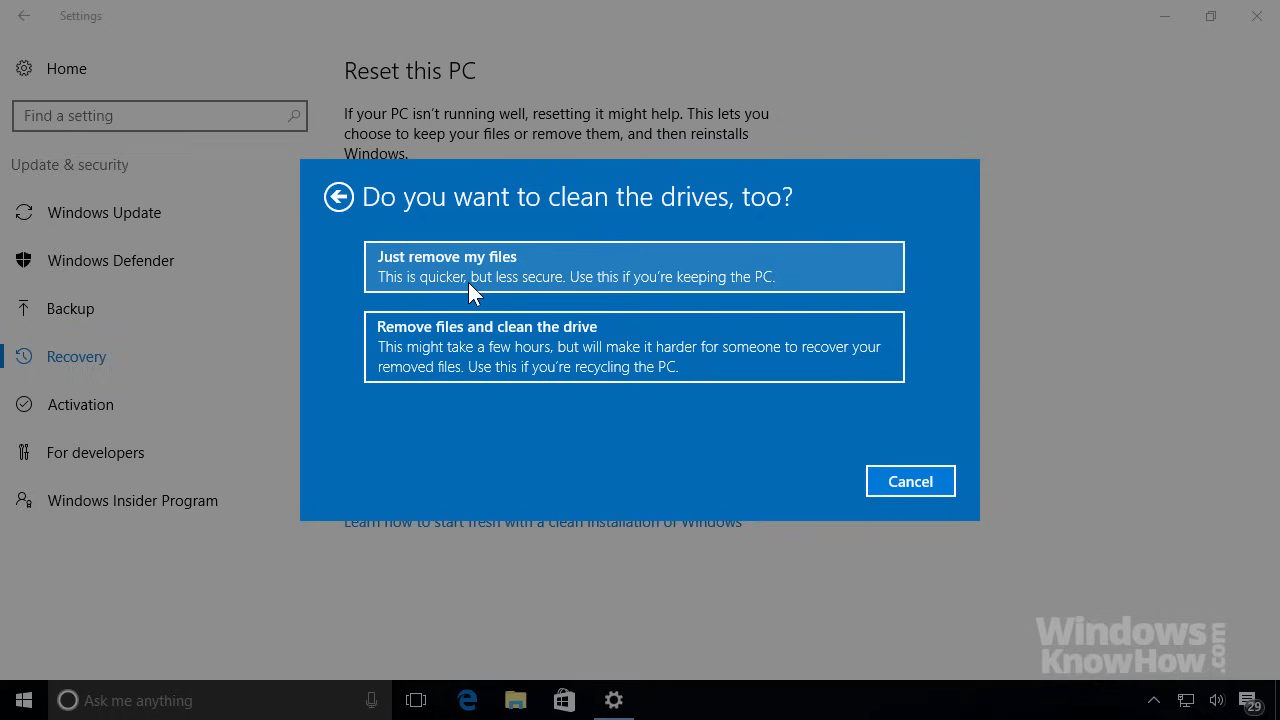 Settings
Home
Find a setting
Update & security
Windows Update
Windows Defender
Backup
Recovery
Activation
For developers
Windows Insider Program
Reset this PC
If your PC isn't running well, resetting it might help. This lets you
choose to keep your files or remove them, and then reinstalls
Windows.
Do you want to clean the drives, too?
Just remove my files
This is quicker, but less secure. Use this if you're keeping the PC.
Remove files and clean the drive
This might take a few hours, but will make it harder for someone to recover your
removed files. Use this if you're recycling the PC.
Cancel
Learn how to start fresh with a clean installation of Windows
Windows
KnowHow.com
Ask me anything
29